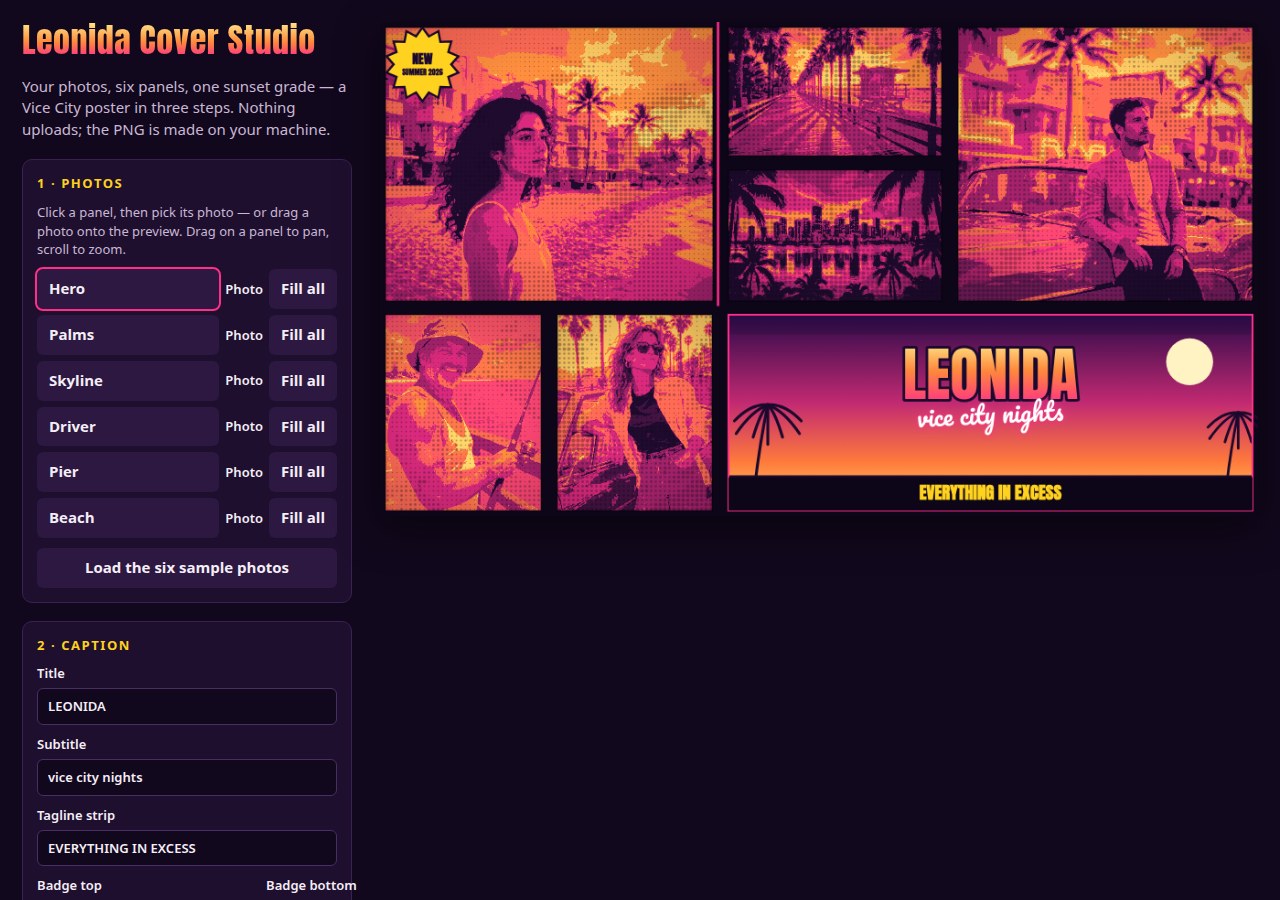 Leonida Cover Studio
Your photos, six panels, one sunset grade — a
Vice City poster in three steps. Nothing
uploads; the PNG is made on your machine.
1 · PHOTOS
Click a panel, then pick its photo — or drag a
photo onto the preview. Drag on a panel to pan,
scroll to zoom.
Hero Photo Fill all
Palms Photo Fill all
Skyline Photo Fill all
Driver Photo Fill all
Pier Photo Fill all
Beach Photo Fill all
Load the six sample photos
2 · CAPTION
Title
LEONIDA
Subtitle
vice city nights
Tagline strip
EVERYTHING IN EXCESS
Badge top Badge bottom
NEW
SUMMER 2026
LEONIDA
vice city nights
EVERYTHING IN EXCESS